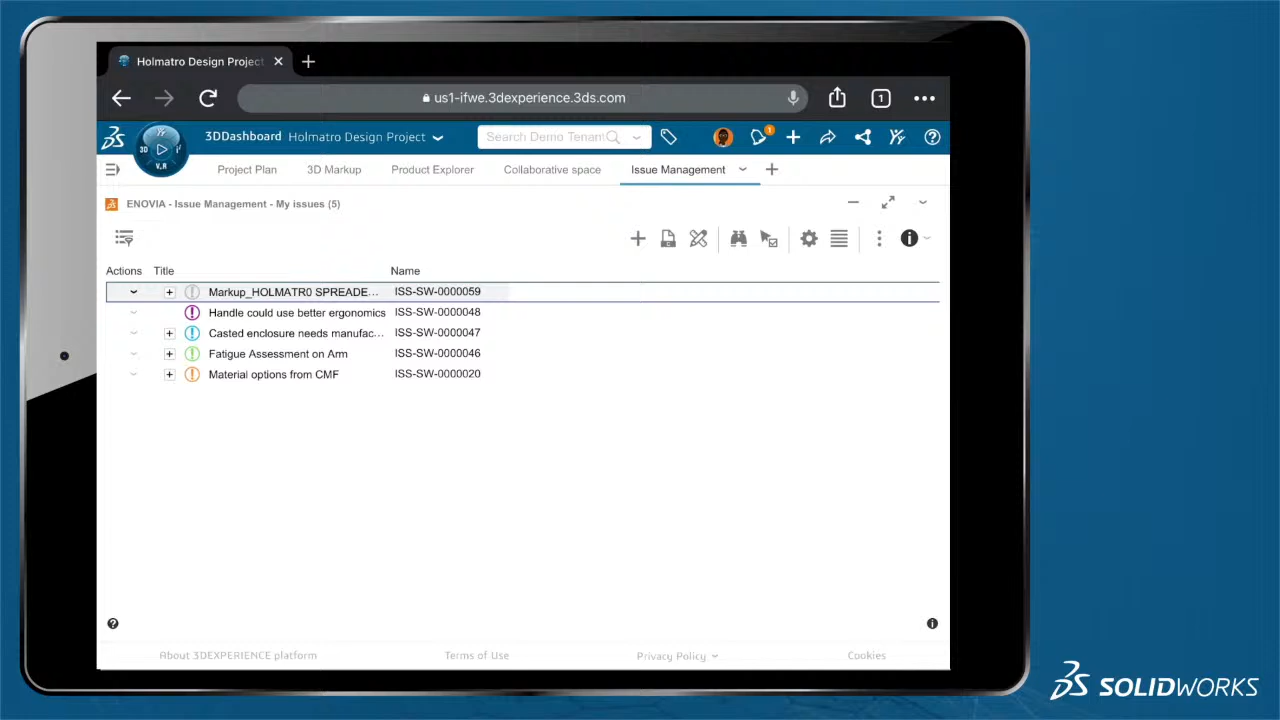 Holmatro Design Project
us1-ifwe.3dexperience.3ds.com
1
3DDashboard Holmatro Design Project
Search Demo Tenant
1
3D
V.R
Project Plan
3D Markup
Product Explorer
Collaborative space
Issue Management
ENOVIA - Issue Management - My issues (5)
Actions Title Name
Markup_HOLMATR0 SPREADE... ISS-SW-0000059
Handle could use better ergonomics ISS-SW-0000048
Casted enclosure needs manufac... ISS-SW-0000047
Fatigue Assessment on Arm ISS-SW-0000046
Material options from CMF ISS-SW-0000020
About 3DEXPERIENCE platform
Terms of Use
Privacy Policy
Cookies
SOLIDWORKS